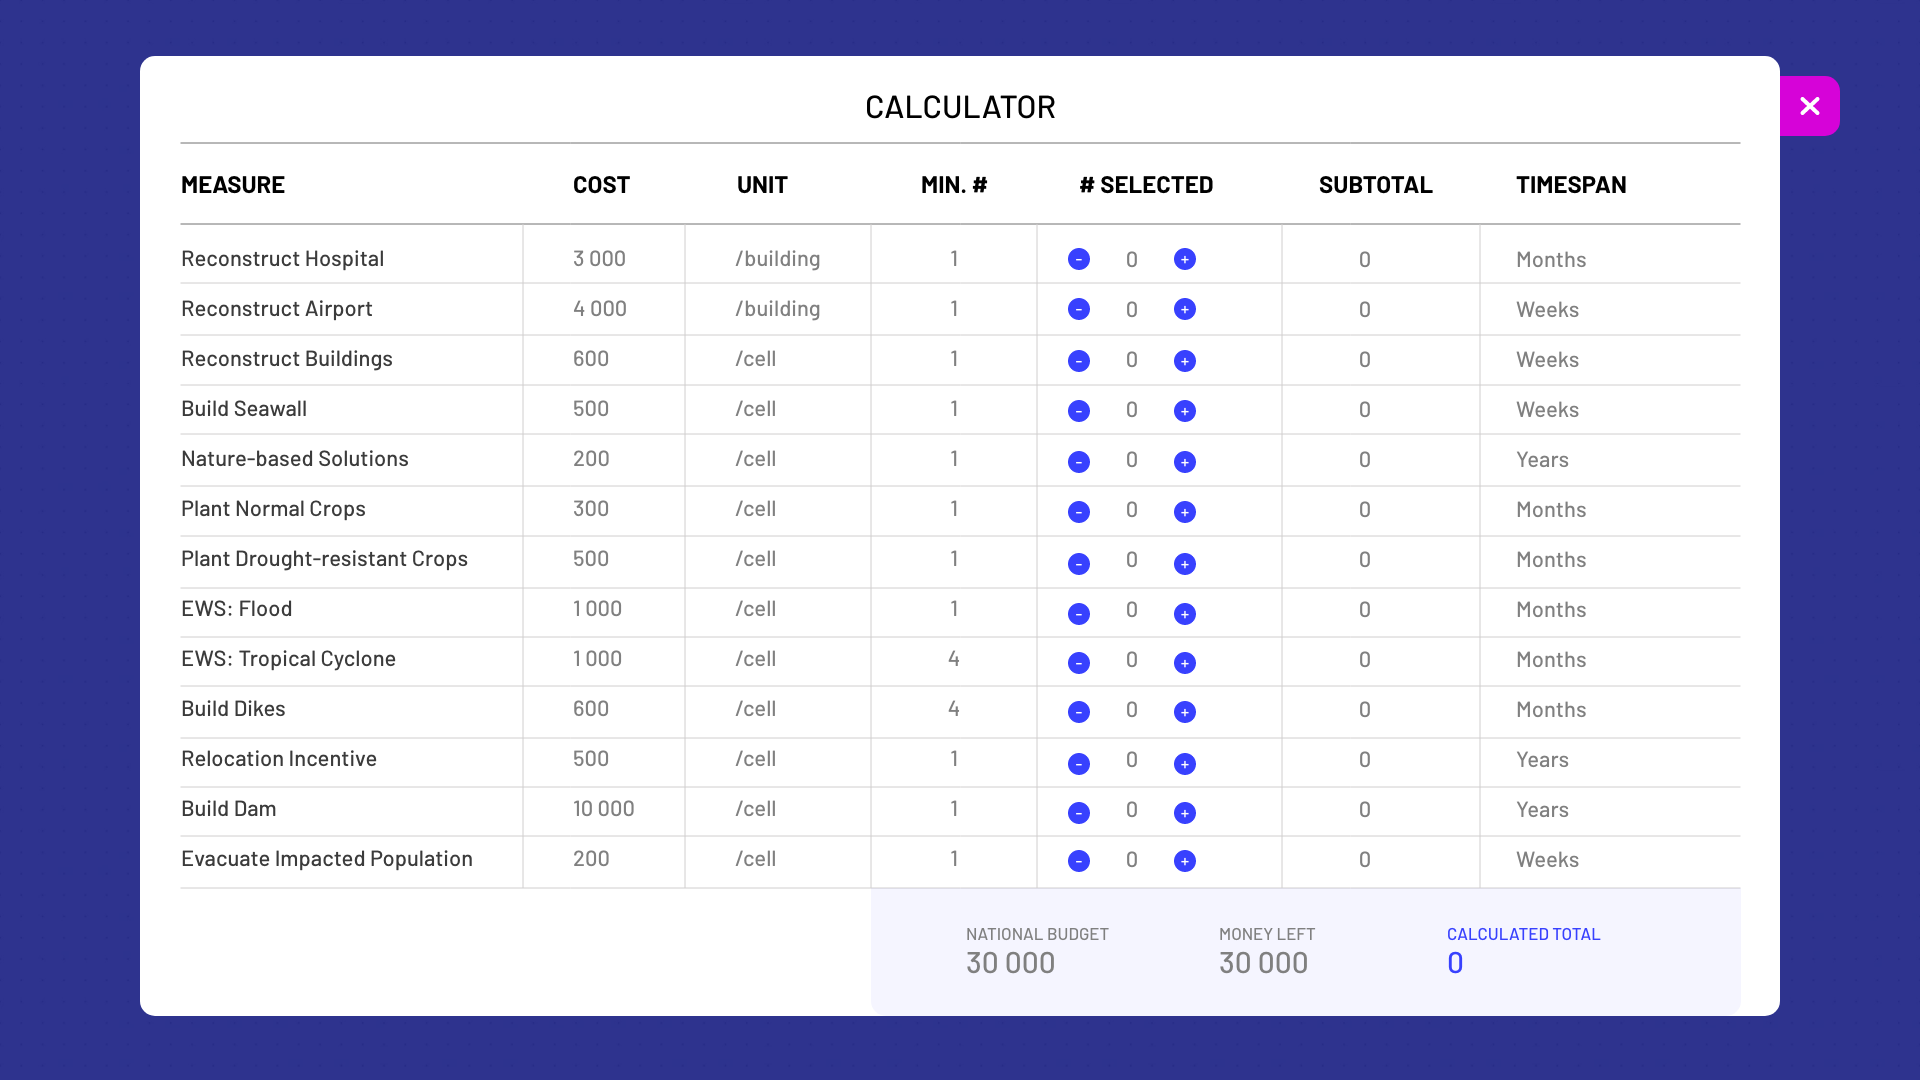 CALCULATOR
MEASURE COST UNIT MIN. # # SELECTED SUBTOTAL TIMESPAN
Reconstruct Hospital 3 000 /building 1 - 0 + 0 Months
Reconstruct Airport 4 000 /building 1 - 0 + 0 Weeks
Reconstruct Buildings 600 /cell 1 - 0 + 0 Weeks
Build Seawall 500 /cell 1 - 0 + 0 Weeks
Nature-based Solutions 200 /cell 1 - 0 + 0 Years
Plant Normal Crops 300 /cell 1 - 0 + 0 Months
Plant Drought-resistant Crops 500 /cell 1 - 0 + 0 Months
EWS: Flood 1 000 /cell 1 - 0 + 0 Months
EWS: Tropical Cyclone 1 000 /cell 4 - 0 + 0 Months
Build Dikes 600 /cell 4 - 0 + 0 Months
Relocation Incentive 500 /cell 1 - 0 + 0 Years
Build Dam 10 000 /cell 1 - 0 + 0 Years
Evacuate Impacted Population 200 /cell 1 - 0 + 0 Weeks
NATIONAL BUDGET MONEY LEFT CALCULATED TOTAL
30 000 30 000 0